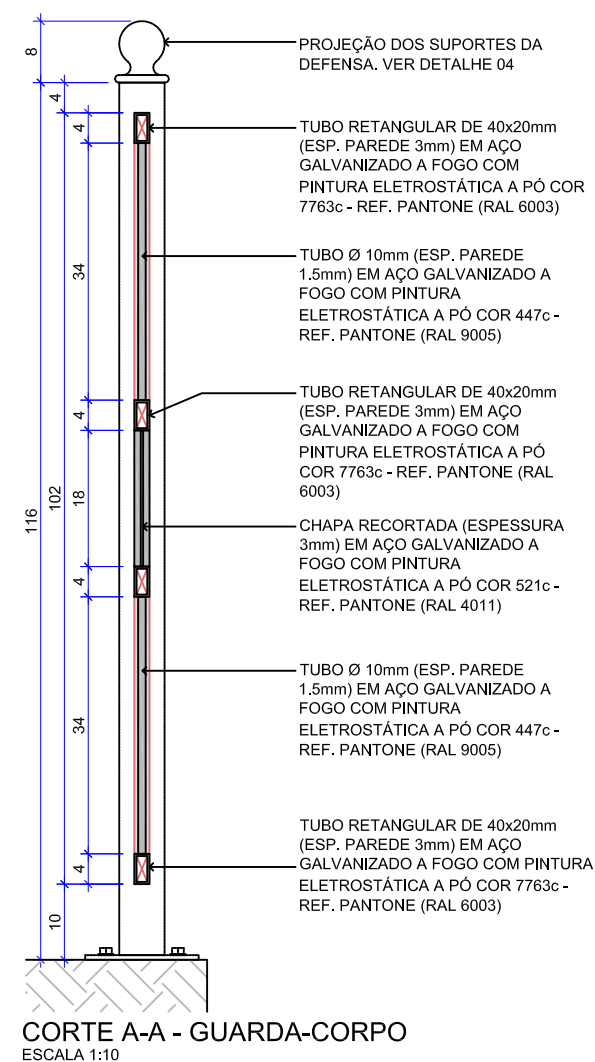 8
PROJEÇÃO DOS SUPORTES DA
DEFENSA. VER DETALHE 04
4
4
TUBO RETANGULAR DE 40x20mm
(ESP. PAREDE 3mm) EM AÇO
GALVANIZADO A FOGO COM
PINTURA ELETROSTÁTICA A PÓ COR
7763c - REF. PANTONE (RAL 6003)
34
TUBO Ø 10mm (ESP. PAREDE
1.5mm) EM AÇO GALVANIZADO A
FOGO COM PINTURA
ELETROSTÁTICA A PÓ COR 447c -
REF. PANTONE (RAL 9005)
4
TUBO RETANGULAR DE 40x20mm
(ESP. PAREDE 3mm) EM AÇO
GALVANIZADO A FOGO COM
PINTURA ELETROSTÁTICA A PÓ
COR 7763c - REF. PANTONE (RAL
6003)
116
102
18
CHAPA RECORTADA (ESPESSURA
3mm) EM AÇO GALVANIZADO A
FOGO COM PINTURA
ELETROSTÁTICA A PÓ COR 521c -
REF. PANTONE (RAL 4011)
4
34
TUBO Ø 10mm (ESP. PAREDE
1.5mm) EM AÇO GALVANIZADO A
FOGO COM PINTURA
ELETROSTÁTICA A PÓ COR 447c -
REF. PANTONE (RAL 9005)
4
TUBO RETANGULAR DE 40x20mm
(ESP. PAREDE 3mm) EM AÇO
GALVANIZADO A FOGO COM PINTURA
ELETROSTÁTICA A PÓ COR 7763c -
REF. PANTONE (RAL 6003)
10
CORTE A-A - GUARDA-CORPO
ESCALA 1:10